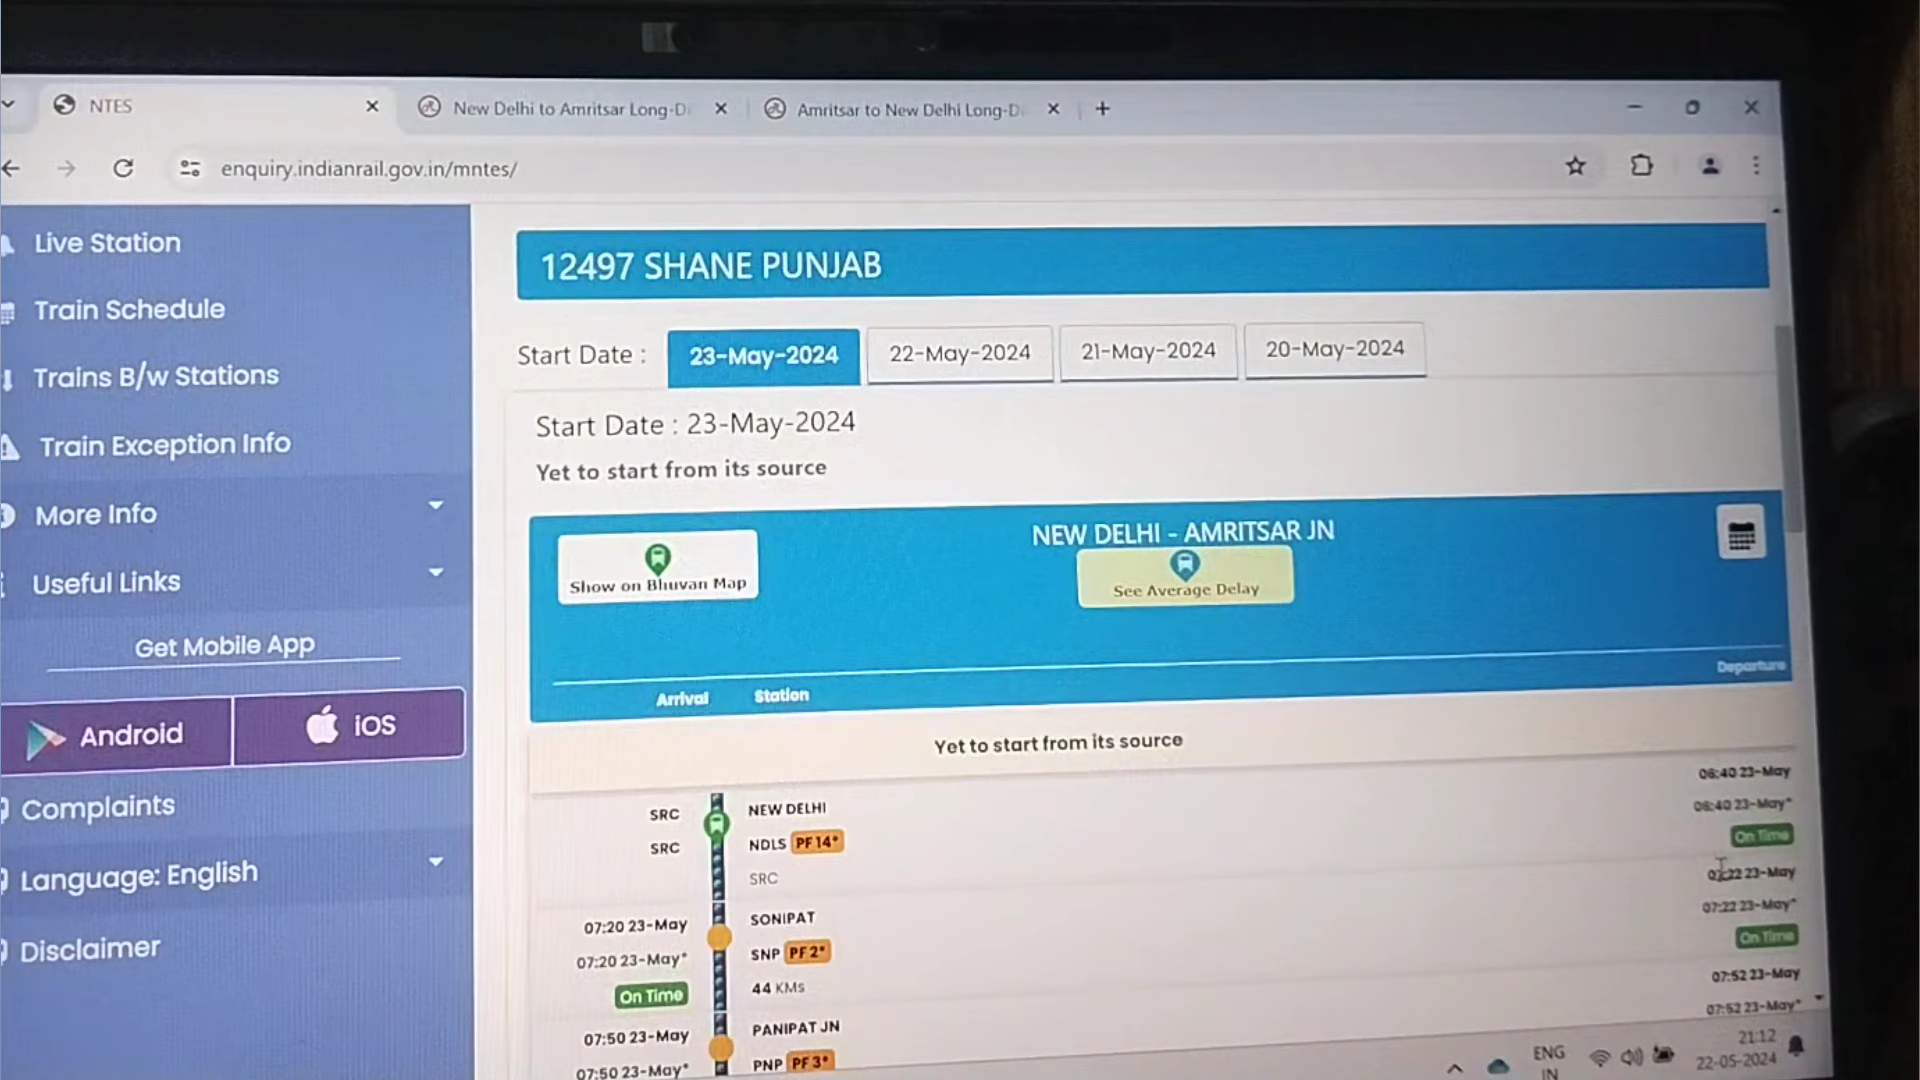 NTES
New Delhi to Amritsar Long-D
Amritsar to New Delhi Long-D
enquiry.indianrail.gov.in/mntes/
Live Station
Train Schedule
Trains B/w Stations
Train Exception Info
More Info
Useful Links
Get Mobile App
Android
iOS
Complaints
Language: English
Disclaimer
12497 SHANE PUNJAB
Start Date : 23-May-2024 22-May-2024 21-May-2024 20-May-2024
Start Date : 23-May-2024
Yet to start from its source
NEW DELHI - AMRITSAR JN
Show on Bhuvan Map
See Average Delay
Arrival Station Departure
Yet to start from its source
06:40 23-May
SRC NEW DELHI 06:40 23-May*
SRC NDLS PF 14* On Time
SRC 07:22 23-May
07:20 23-May SONIPAT 07:22 23-May*
07:20 23-May* SNP PF 2* On Time
On Time 44 KMs 07:52 23-May
07:50 23-May PANIPAT JN 07:52 23-May*
07:50 23-May* PNP PF 3*
ENG
IN
21:12
22-05-2024